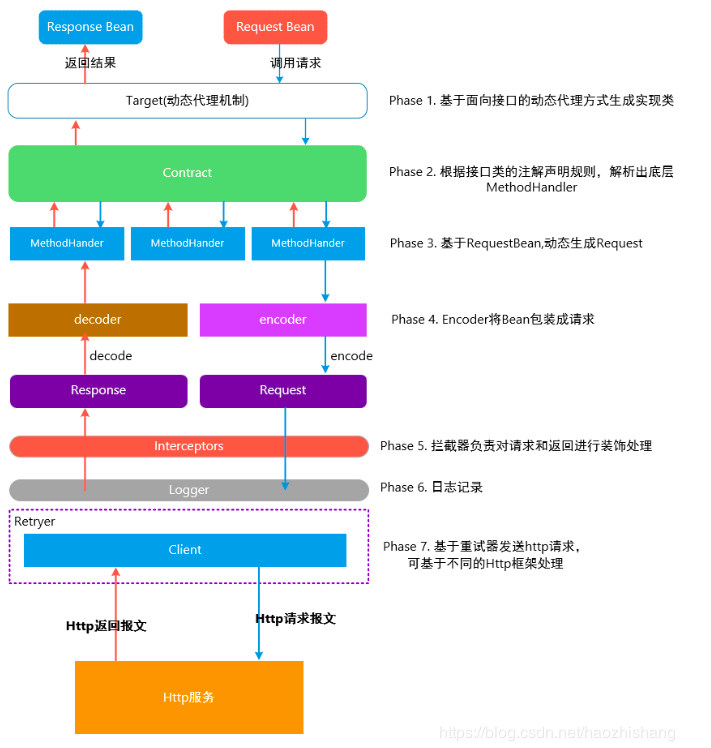 Response Bean
Request Bean
返回结果
调用请求
Target(动态代理机制)
Phase 1. 基于面向接口的动态代理方式生成实现类
Contract
Phase 2. 根据接口类的注解声明规则，解析出底层
MethodHandler
MethodHander
MethodHander
MethodHander
Phase 3. 基于RequestBean,动态生成Request
decoder
encoder
Phase 4. Encoder将Bean包装成请求
decode
encode
Response
Request
Interceptors
Phase 5. 拦截器负责对请求和返回进行装饰处理
Logger
Phase 6. 日志记录
Retryer
Client
Phase 7. 基于重试器发送http请求，
可基于不同的Http框架处理
Http返回报文
Http请求报文
Http服务
https://blog.csdn.net/haozhishang